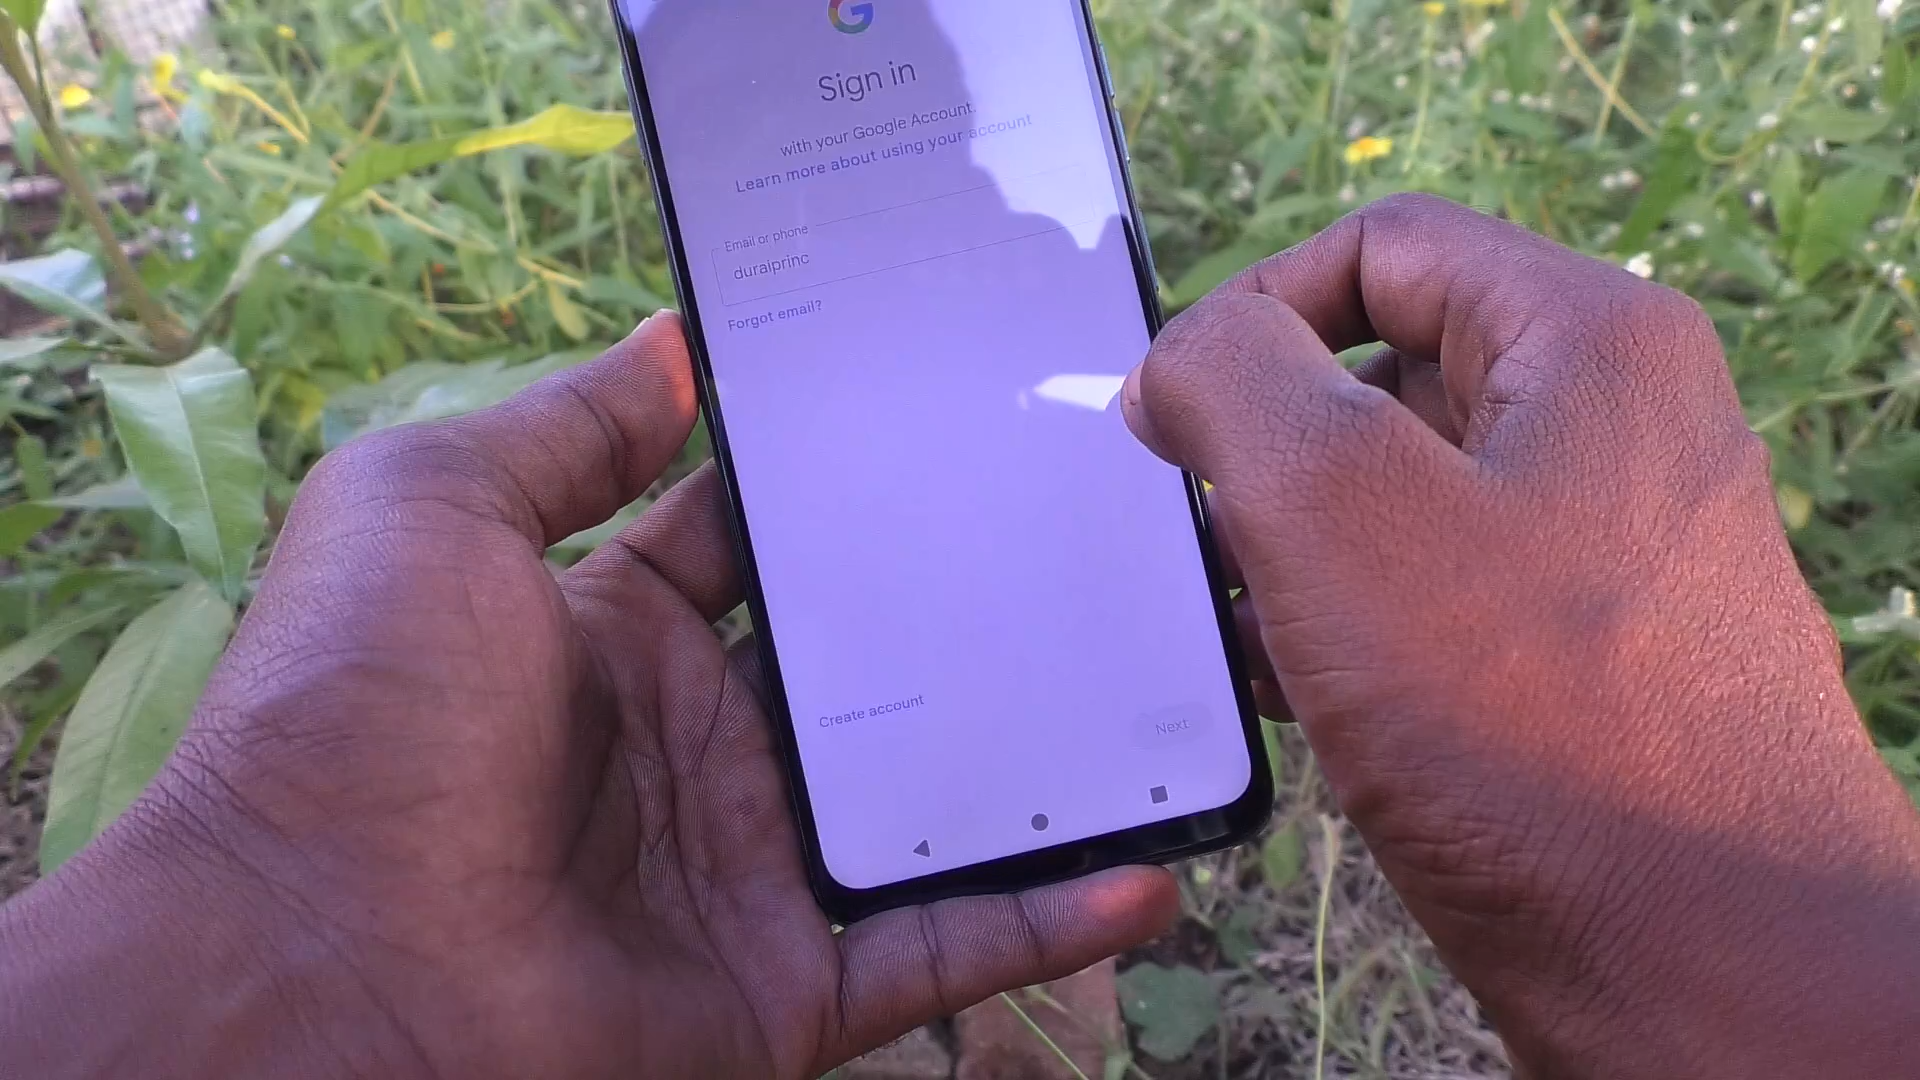 G
Sign in
with your Google Account.
Learn more about using your account
Email or phone
duraiprinc
Forgot email?
Create account
Next